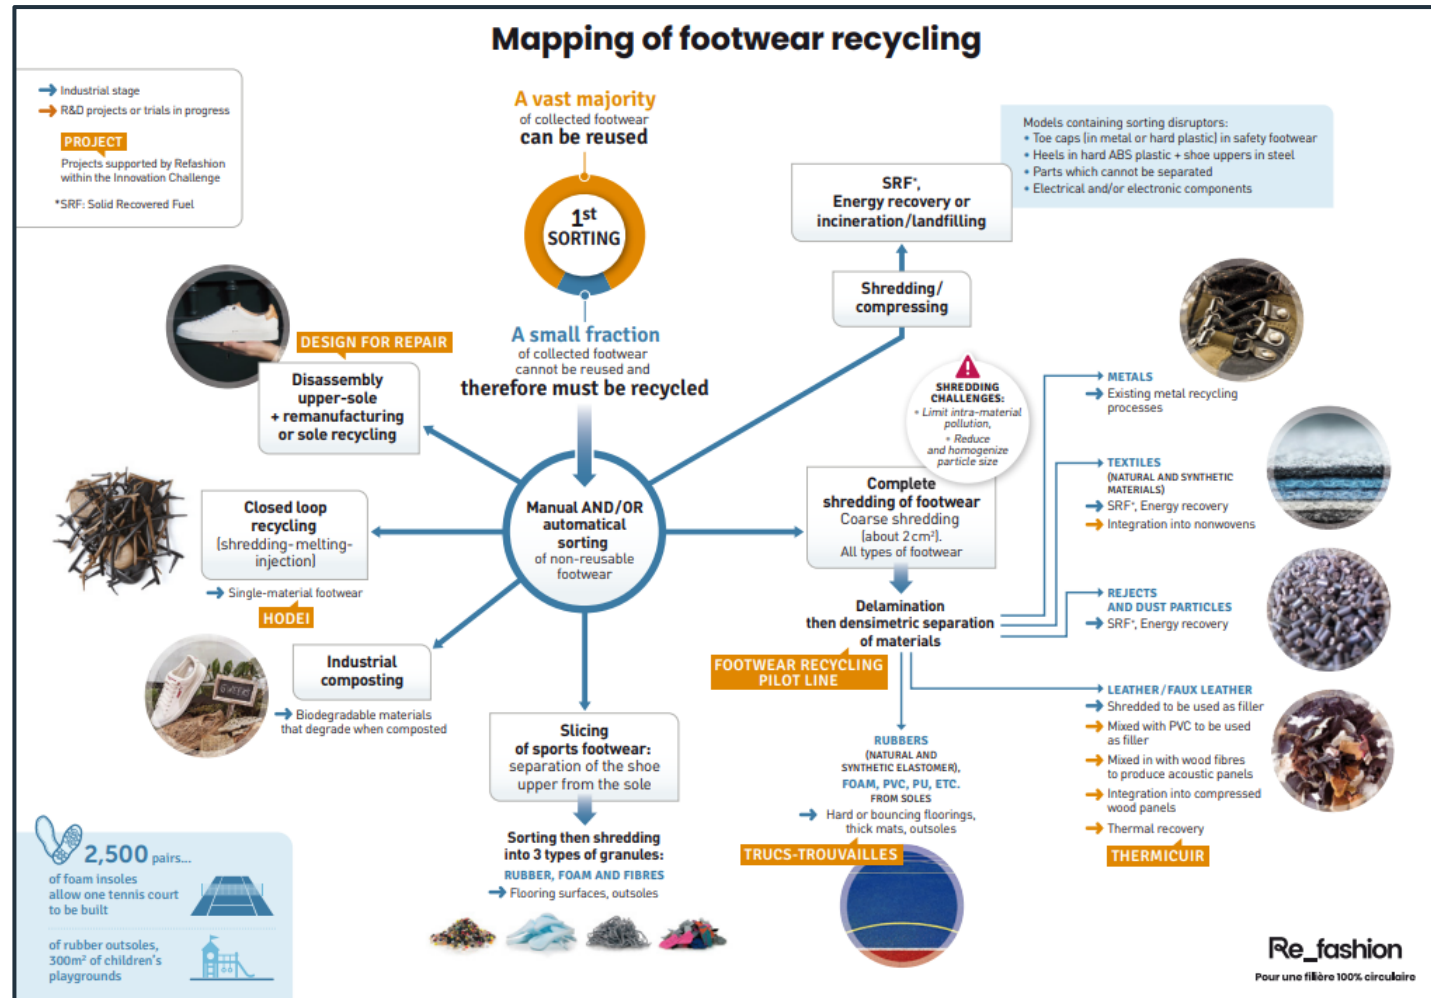 Mapping of footwear recycling
Industrial stage
R&D projects or trials in progress
PROJECT
Projects supported by Refashion
within the Innovation Challenge
*SRF: Solid Recovered Fuel
A vast majority
of collected footwear
can be reused
1st
SORTING
A small fraction
of collected footwear
cannot be reused and
therefore must be recycled
Models containing sorting disruptors:
• Toe caps (in metal or hard plastic) in safety footwear
• Heels in hard ABS plastic + shoe uppers in steel
• Parts which cannot be separated
• Electrical and/or electronic components
SRF*,
Energy recovery or
incineration/landfilling
Shredding/
compressing
DESIGN FOR REPAIR
Disassembly
upper-sole
+ remanufacturing
or sole recycling
Closed loop
recycling
(shredding-melting-
injection)
Single-material footwear
HODEI
Industrial
composting
Biodegradable materials
that degrade when composted
Manual AND/OR
automatical
sorting
of non-reusable
footwear
Slicing
of sports footwear:
separation of the shoe
upper from the sole
Sorting then shredding
into 3 types of granules:
RUBBER, FOAM AND FIBRES
Flooring surfaces, outsoles
SHREDDING
CHALLENGES:
• Limit intra-material
pollution,
• Reduce
and homogenize
particle size
Complete
shredding of footwear
Coarse shredding
(about 2 cm²).
All types of footwear
Delamination
then densimetric separation
of materials
FOOTWEAR RECYCLING
PILOT LINE
RUBBERS
(NATURAL AND
SYNTHETIC ELASTOMER),
FOAM, PVC, PU, ETC.
FROM SOLES
Hard or bouncing floorings,
thick mats, outsoles
TRUCS-TROUVAILLES
METALS
Existing metal recycling
processes
TEXTILES
(NATURAL AND SYNTHETIC
MATERIALS)
SRF*, Energy recovery
Integration into nonwovens
REJECTS
AND DUST PARTICLES
SRF*, Energy recovery
LEATHER/FAUX LEATHER
Shredded to be used as filler
Mixed with PVC to be used
as filler
Mixed in with wood fibres
to produce acoustic panels
Integration into compressed
wood panels
Thermal recovery
THERMICUIR
2,500 pairs...
of foam insoles
allow one tennis court
to be built
of rubber outsoles,
300m² of children's
playgrounds
Re_fashion
Pour une filière 100% circulaire